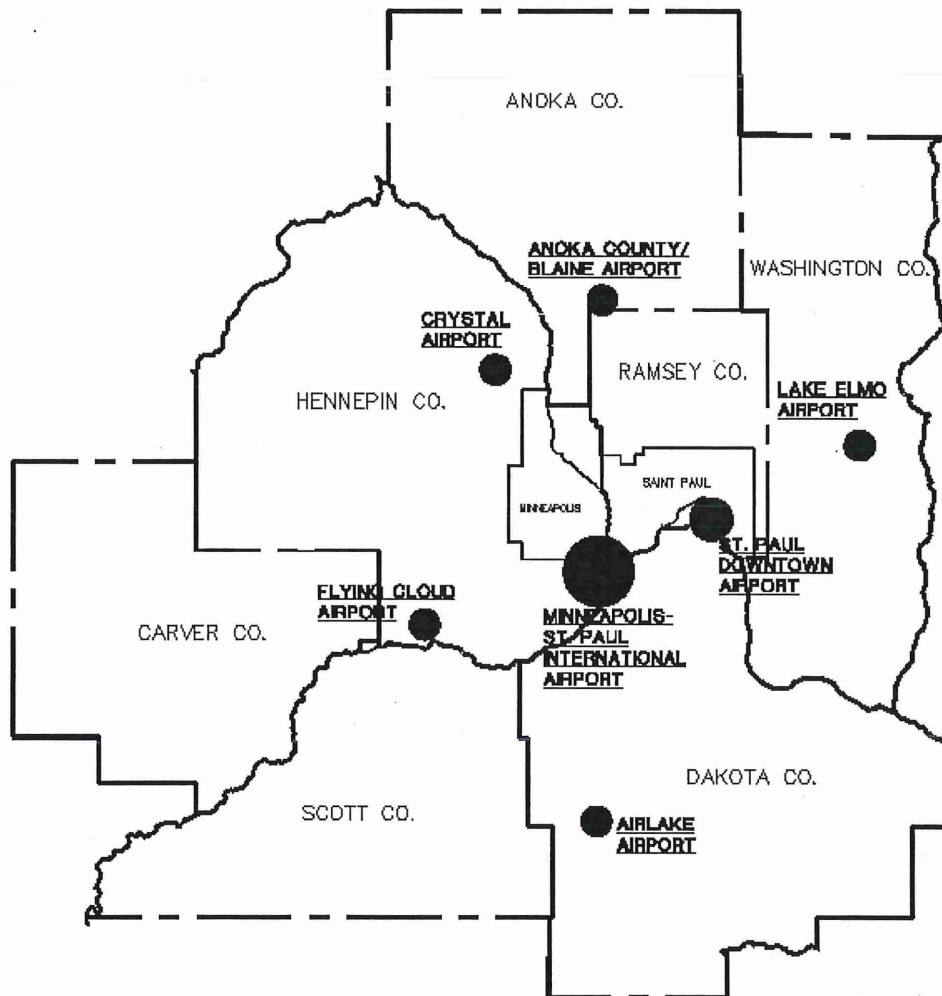 ANOKA CO.
ANOKA COUNTY/
BLAINE AIRPORT
WASHINGTON CO.
CRYSTAL
AIRPORT
RAMSEY CO.
LAKE ELMO
AIRPORT
HENNEPIN CO.
SAINT PAUL
MINNEAPOLIS
ST. PAUL
DOWNTOWN
AIRPORT
FLYING CLOUD
AIRPORT
CARVER CO.
MINNEAPOLIS-
ST. PAUL
INTERNATIONAL
AIRPORT
DAKOTA CO.
SCOTT CO.
AIRLAKE
AIRPORT